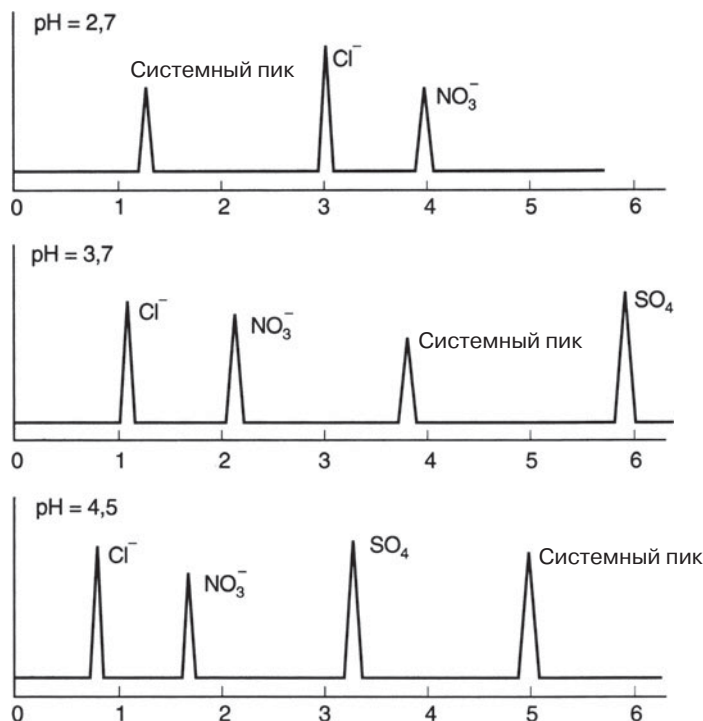 pH = 2,7
Системный пик
Cl⁻
NO₃⁻
0 1 2 3 4 5 6
pH = 3,7
Cl⁻
NO₃⁻
Системный пик
SO₄
0 1 2 3 4 5 6
pH = 4,5
Cl⁻
NO₃⁻
SO₄
Системный пик
0 1 2 3 4 5 6